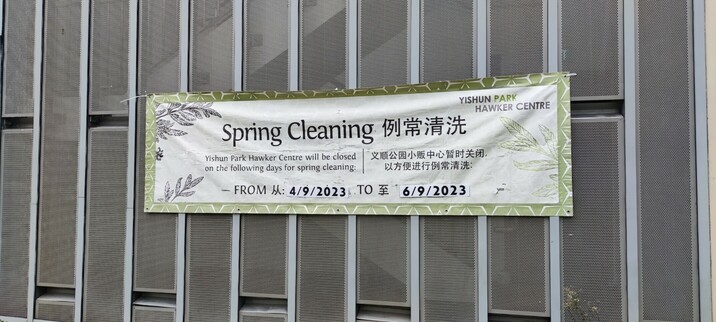 YISHUN PARK
HAWKER CENTRE
Spring Cleaning 例常清洗
Yishun Park Hawker Centre will be closed
on the following days for spring cleaning:
义顺公园小贩中心暂时关闭,
以方便进行例常清洗:
— FROM 从: 4/9/2023 TO 至 6/9/2023